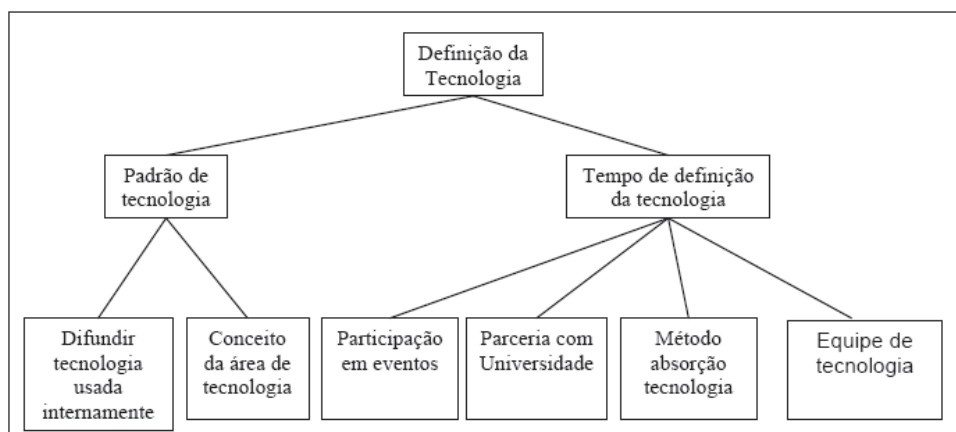 Definição da
Tecnologia
Padrão de
tecnologia
Tempo de definição
da tecnologia
Difundir
tecnologia
usada
internamente
Conceito
da área de
tecnologia
Participação
em eventos
Parceria com
Universidade
Método
absorção
tecnologia
Equipe de
tecnologia